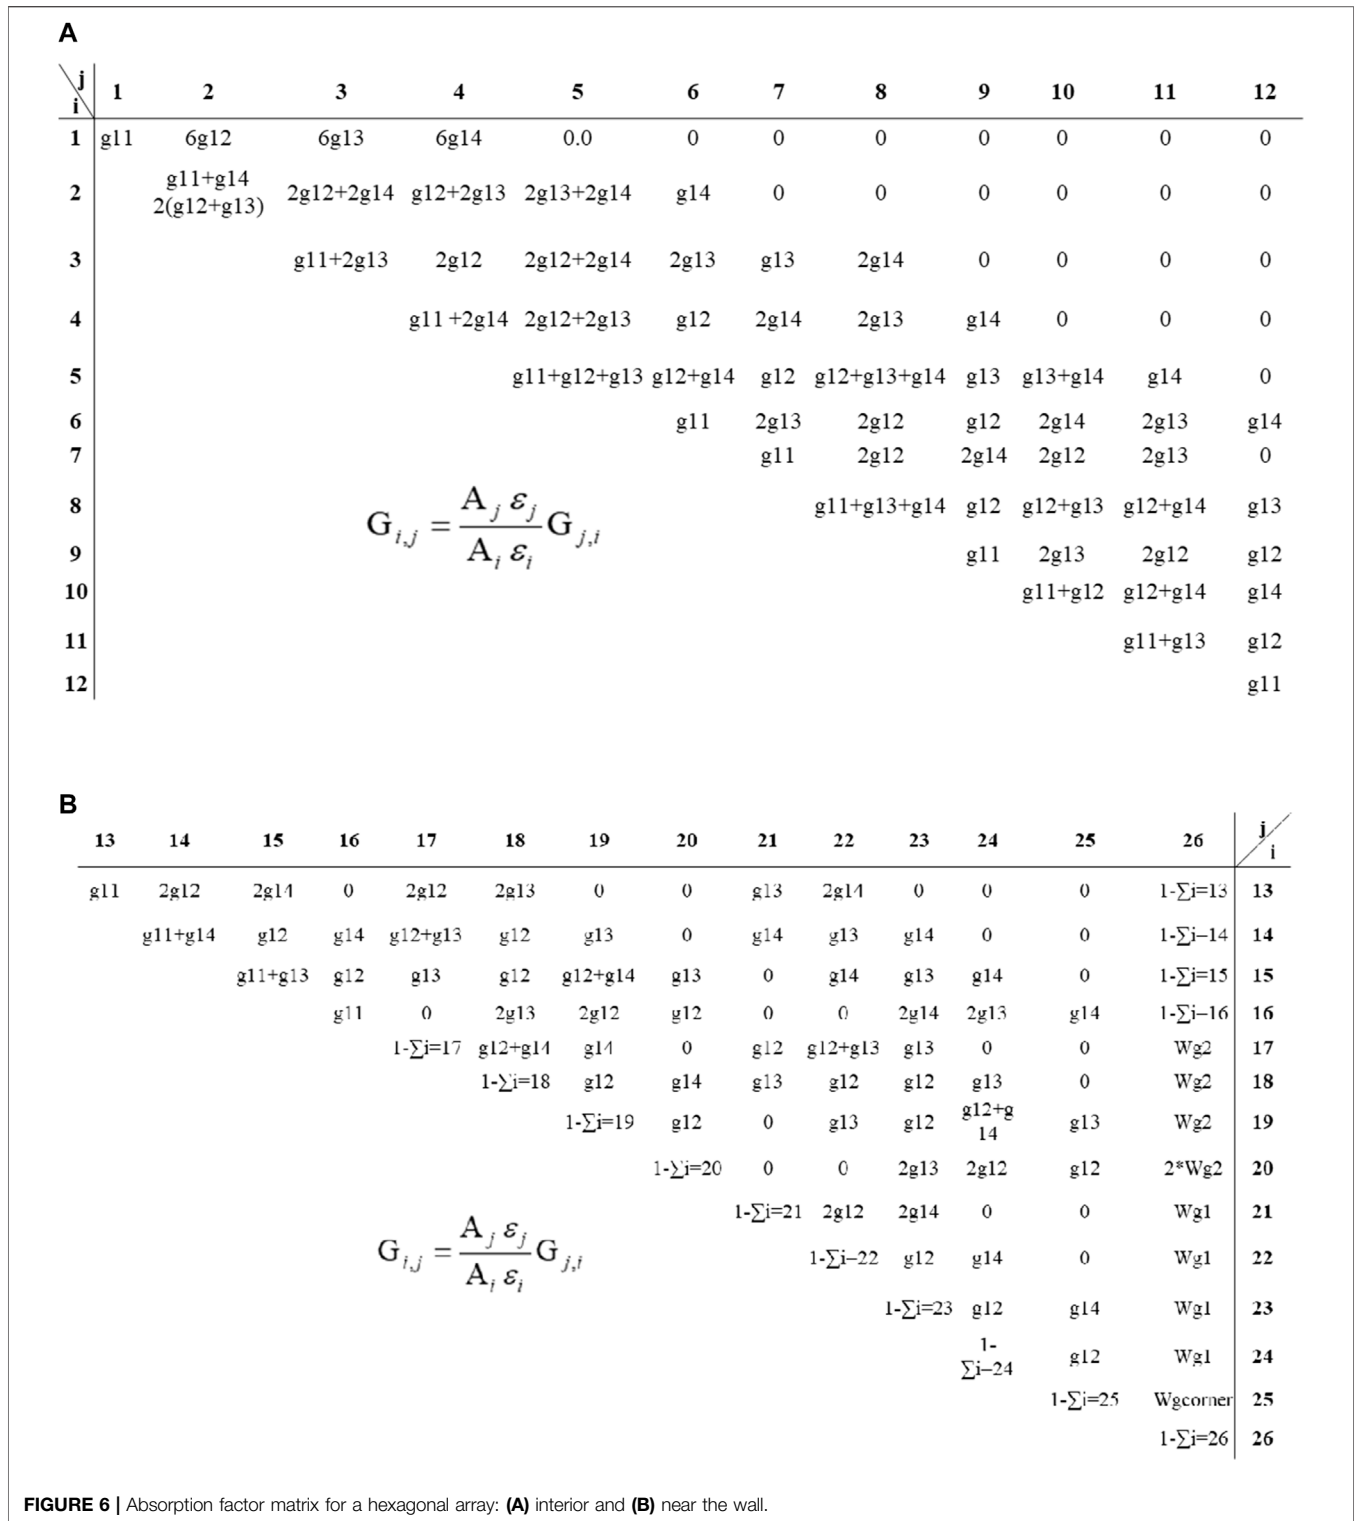 A
j
i
1 2 3 4 5 6 7 8 9 10 11 12
1 g11 6g12 6g13 6g14 0.0 0 0 0 0 0 0 0
2 g11+g14 2(g12+g13) 2g12+2g14 g12+2g13 2g13+2g14 g14 0 0 0 0 0 0
3 g11+2g13 2g12 2g12+2g14 2g13 g13 2g14 0 0 0 0
4 g11 +2g14 2g12+2g13 g12 2g14 2g13 g14 0 0 0
5 g11+g12+g13 g12+g14 g12 g12+g13+g14 g13 g13+g14 g14 0
6 g11 2g13 2g12 g12 2g14 2g13 g14
7 g11 2g12 2g14 2g12 2g13 0
8 g11+g13+g14 g12 g12+g13 g12+g14 g13
G i,j = A j ε j / A i ε i G j,i
9 g11 2g13 2g12 g12
10 g11+g12 g12+g14 g14
11 g11+g13 g12
12 g11
B
13 14 15 16 17 18 19 20 21 22 23 24 25 26 j
i
g11 2g12 2g14 0 2g12 2g13 0 0 g13 2g14 0 0 0 1-∑i=13 13
g11+g14 g12 g14 g12+g13 g12 g13 0 g14 g13 g14 0 0 1-∑i=14 14
g11+g13 g12 g13 g12 g12+g14 g13 0 g14 g13 g14 0 1-∑i=15 15
g11 0 2g13 2g12 g12 0 0 2g14 2g13 g14 1-∑i=16 16
1-∑i=17 g12+g14 g14 0 g12 g12+g13 g13 0 0 Wg2 17
1-∑i=18 g12 g14 g13 g12 g12 g13 0 Wg2 18
1-∑i=19 g12 0 g13 g12 g12+g 14 g13 Wg2 19
1-∑i=20 0 0 2g13 2g12 g12 2*Wg2 20
1-∑i=21 2g12 2g14 0 0 Wg1 21
G i,j = A j ε j / A i ε i G j,i
1-∑i=22 g12 g14 0 Wg1 22
1-∑i=23 g12 g14 Wg1 23
1- ∑i=24 g12 Wg1 24
1-∑i=25 Wgcorner 25
1-∑i=26 26
FIGURE 6 | Absorption factor matrix for a hexagonal array: (A) interior and (B) near the wall.